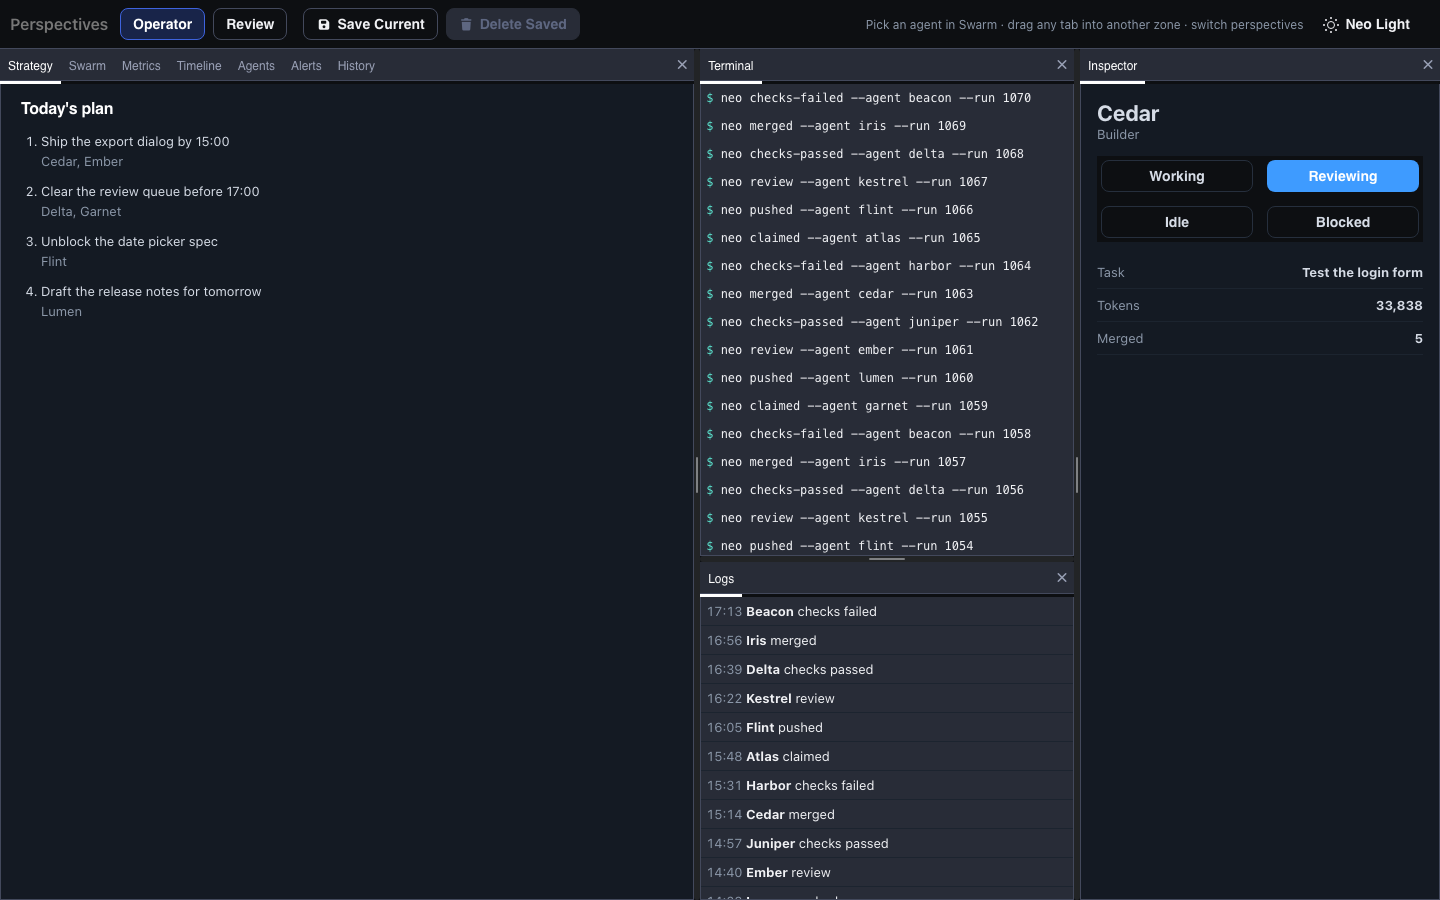 Perspectives Operator Review Save Current Delete Saved Pick an agent in Swarm · drag any tab into another zone · switch perspectives Neo Light
Strategy Swarm Metrics Timeline Agents Alerts History
Today's plan
1. Ship the export dialog by 15:00
Cedar, Ember
2. Clear the review queue before 17:00
Delta, Garnet
3. Unblock the date picker spec
Flint
4. Draft the release notes for tomorrow
Lumen
Terminal
$ neo checks-failed --agent beacon --run 1070
$ neo merged --agent iris --run 1069
$ neo checks-passed --agent delta --run 1068
$ neo review --agent kestrel --run 1067
$ neo pushed --agent flint --run 1066
$ neo claimed --agent atlas --run 1065
$ neo checks-failed --agent harbor --run 1064
$ neo merged --agent cedar --run 1063
$ neo checks-passed --agent juniper --run 1062
$ neo review --agent ember --run 1061
$ neo pushed --agent lumen --run 1060
$ neo claimed --agent garnet --run 1059
$ neo checks-failed --agent beacon --run 1058
$ neo merged --agent iris --run 1057
$ neo checks-passed --agent delta --run 1056
$ neo review --agent kestrel --run 1055
$ neo pushed --agent flint --run 1054
Logs
17:13 Beacon checks failed
16:56 Iris merged
16:39 Delta checks passed
16:22 Kestrel review
16:05 Flint pushed
15:48 Atlas claimed
15:31 Harbor checks failed
15:14 Cedar merged
14:57 Juniper checks passed
14:40 Ember review
Inspector
Cedar
Builder
Working Reviewing
Idle Blocked
Task Test the login form
Tokens 33,838
Merged 5